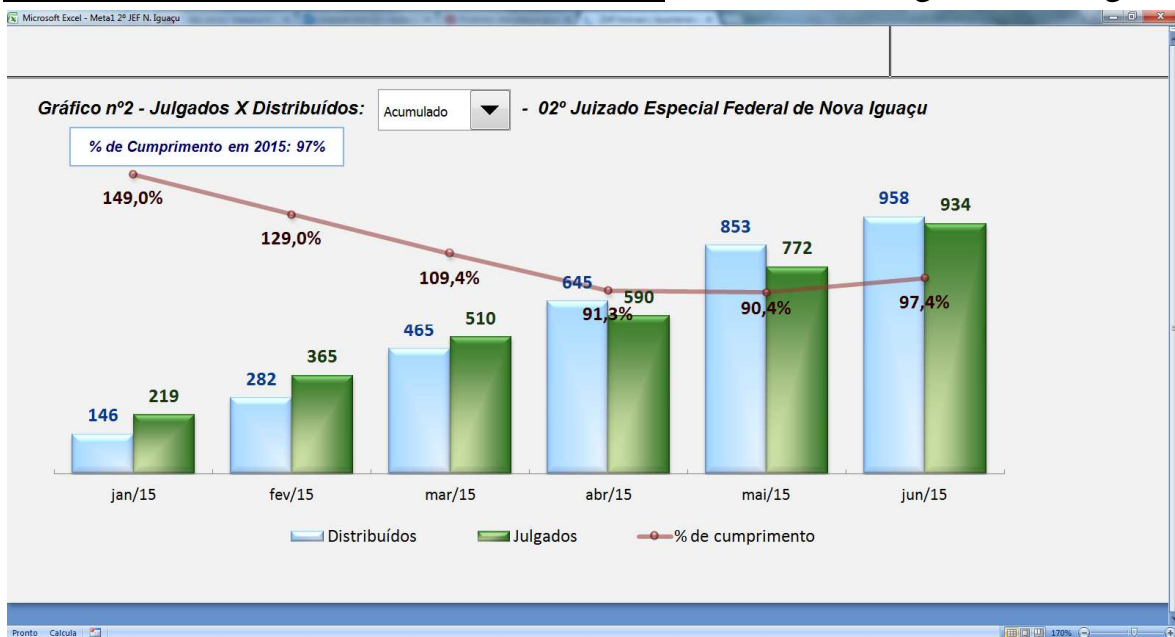 Microsoft Excel - Meta1 2º JEF N. Iguaçu
Gráfico nº2 - Julgados X Distribuídos: Acumulado - 02º Juizado Especial Federal de Nova Iguaçu
% de Cumprimento em 2015: 97%
149,0%
129,0%
109,4%
91,3%
90,4%
97,4%
146
219
282
365
465
510
645
590
853
772
958
934
jan/15
fev/15
mar/15
abr/15
mai/15
jun/15
Distribuídos
Julgados
% de cumprimento
Pronto Calcula 170%